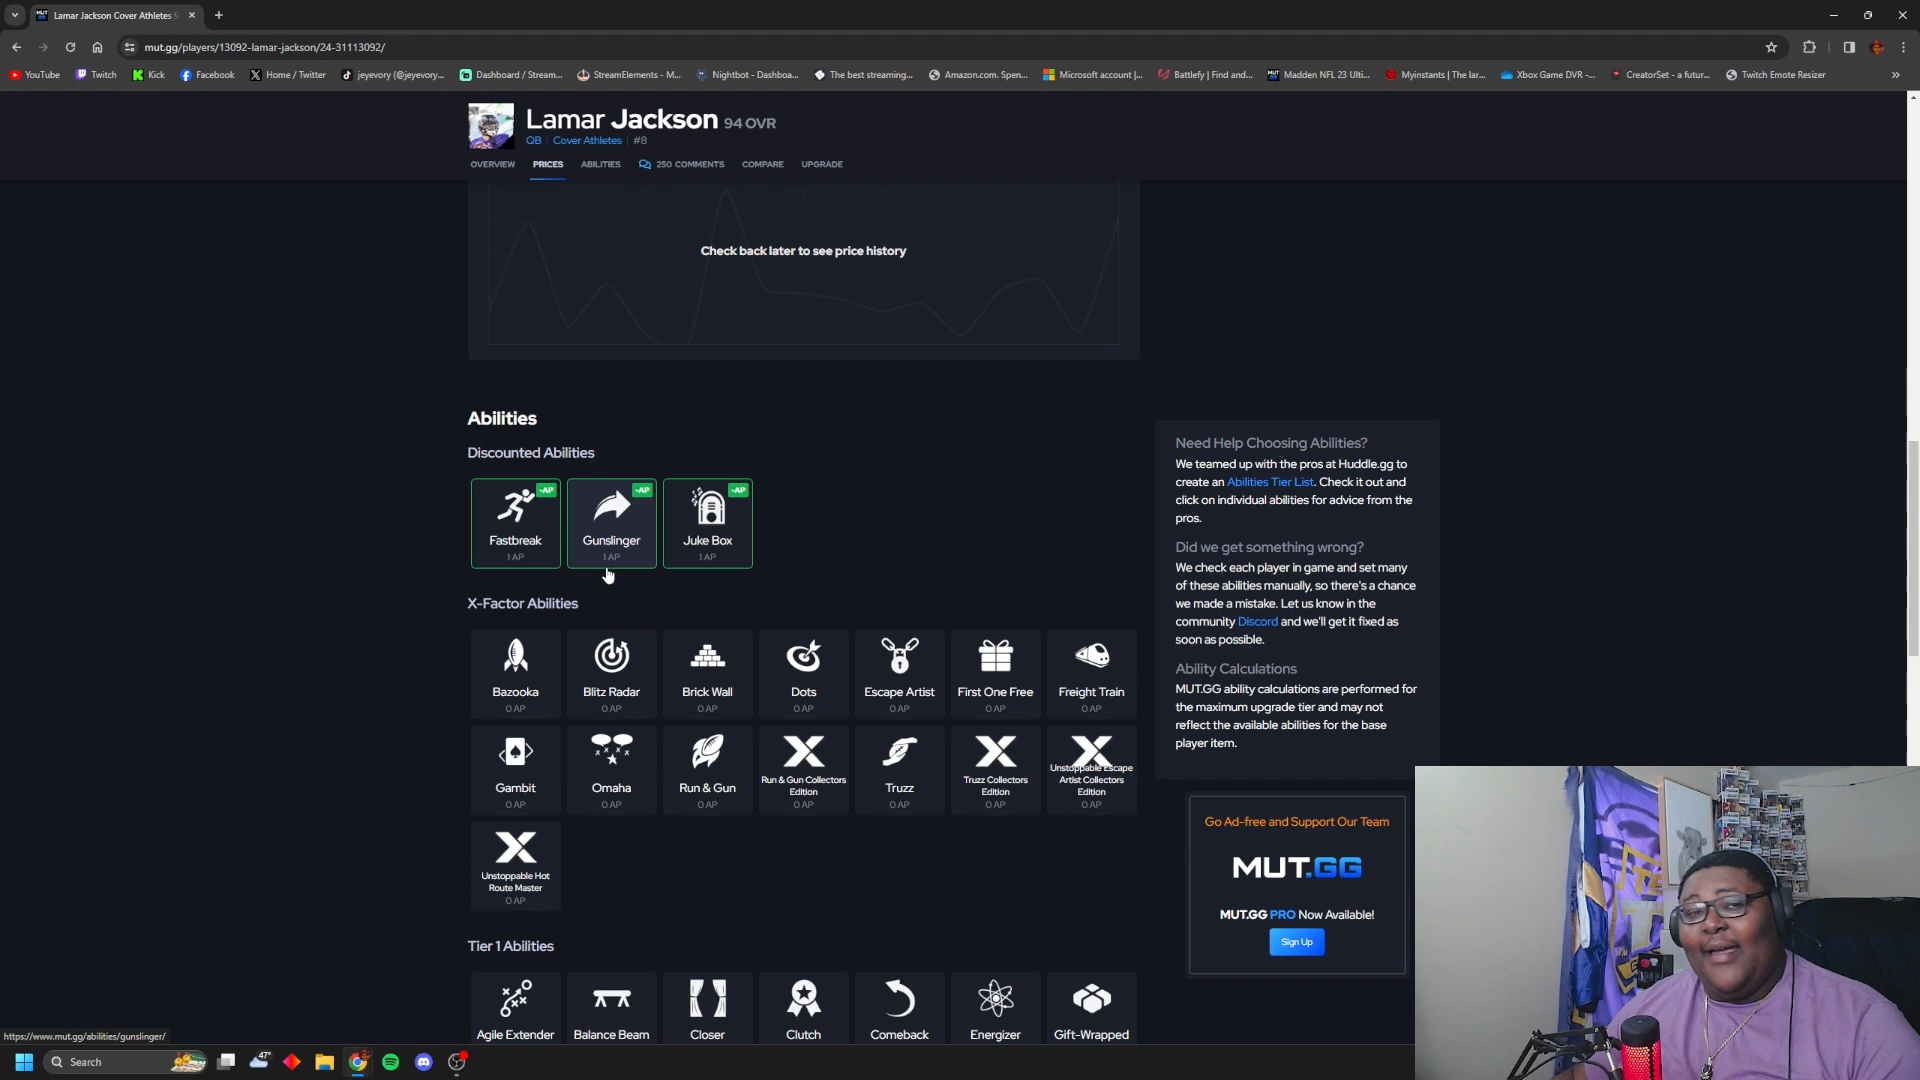 Lamar Jackson Cover Athletes
mut.gg/players/13092-lamar-jackson/24-31113092/
YouTube Twitch Kick Facebook Home / Twitter jeyevory (@jeyevory... Dashboard / Stream... StreamElements - M... Nightbot - Dashboa... The best streaming... Amazon.com. Spen... Microsoft account |... Battlefy | Find and... Madden NFL 23 Ulti... Myinstants | The lar... Xbox Game DVR -... CreatorSet - a futur... Twitch Emote Resizer »
Lamar Jackson 94 OVR
QB Cover Athletes #8
OVERVIEW PRICES ABILITIES 250 COMMENTS COMPARE UPGRADE
Check back later to see price history
Abilities
Discounted Abilities
-AP -AP -AP
Fastbreak Gunslinger Juke Box
1 AP 1 AP 1 AP
X-Factor Abilities
Bazooka Blitz Radar Brick Wall Dots Escape Artist First One Free Freight Train
0 AP 0 AP 0 AP 0 AP 0 AP 0 AP 0 AP
Gambit Omaha Run & Gun Run & Gun Collectors Edition Truzz Truzz Collectors Edition Unstoppable Escape Artist Collectors Edition
0 AP 0 AP 0 AP 0 AP 0 AP 0 AP 0 AP
Unstoppable Hot
Route Master
0 AP
Tier 1 Abilities
Agile Extender Balance Beam Closer Clutch Comeback Energizer Gift-Wrapped
Need Help Choosing Abilities?
We teamed up with the pros at Huddle.gg to
create an Abilities Tier List. Check it out and
click on individual abilities for advice from the
pros.
Did we get something wrong?
We check each player in game and set many
of these abilities manually, so there's a chance
we made a mistake. Let us know in the
community Discord and we'll get it fixed as
soon as possible.
Ability Calculations
MUT.GG ability calculations are performed for
the maximum upgrade tier and may not
reflect the available abilities for the base
player item.
Go Ad-free and Support Our Team
MUT.GG
MUT.GG PRO Now Available!
Sign Up
https://www.mut.gg/abilities/gunslinger/
Search
47°